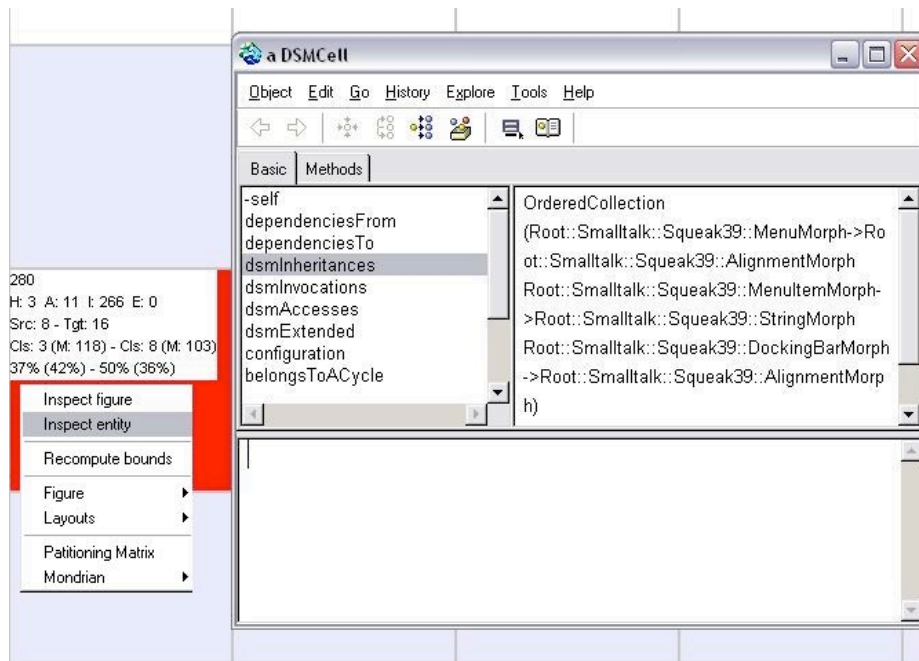 a DSMCell
Object Edit Go History Explore Tools Help
Basic Methods
-self
dependenciesFrom
dependenciesTo
dsmInheritances
dsmInvocations
dsmAccesses
dsmExtended
configuration
belongsToACycle
OrderedCollection
(Root::Smalltalk::Squeak39::MenuMorph->Ro
ot::Smalltalk::Squeak39::AlignmentMorph
Root::Smalltalk::Squeak39::MenuItemMorph-
>Root::Smalltalk::Squeak39::StringMorph
Root::Smalltalk::Squeak39::DockingBarMorph
->Root::Smalltalk::Squeak39::AlignmentMorp
h)
280
H: 3 A: 11 I: 266 E: 0
Src: 8 - Tgt: 16
Cls: 3 (M: 118) - Cls: 8 (M: 103)
37% (42%) - 50% (36%)
Inspect figure
Inspect entity
Recompute bounds
Figure
Layouts
Patitioning Matrix
Mondrian